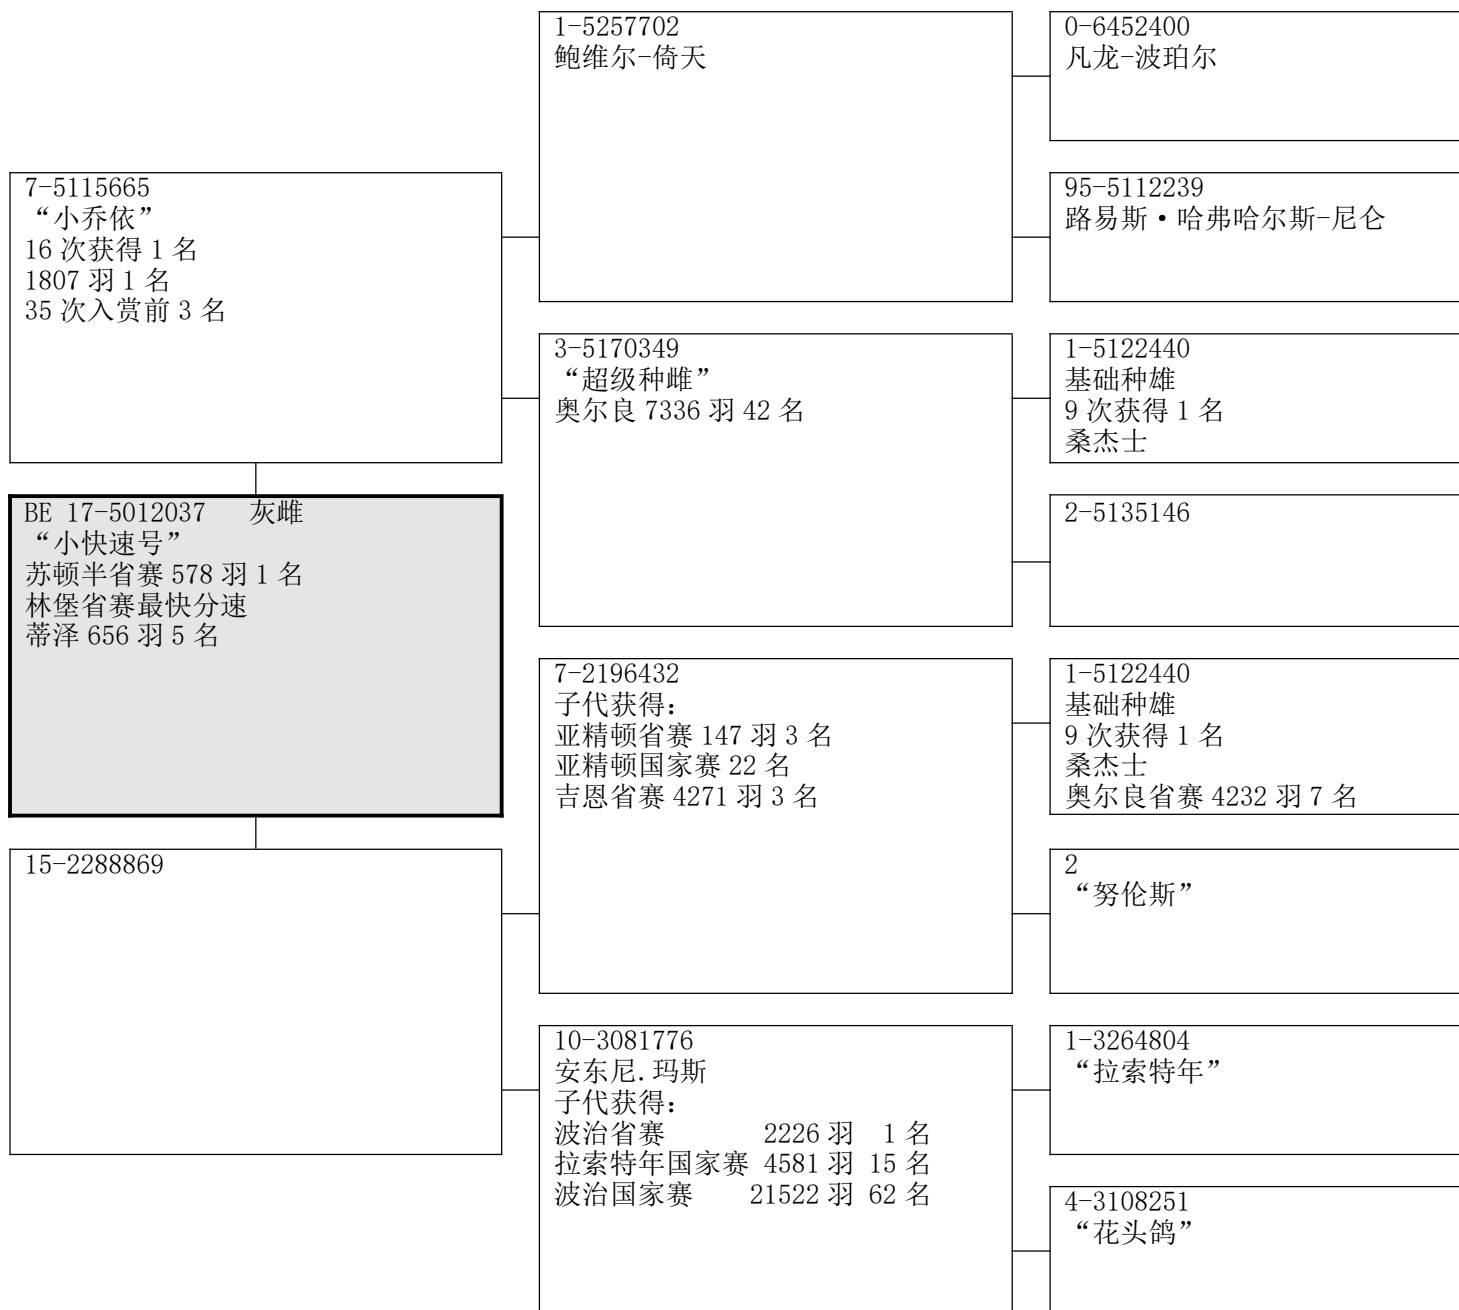 1-5257702
鲍维尔-倚天
0-6452400
凡龙-波珀尔
95-5112239
路易斯·哈弗哈尔斯-尼仑
7-5115665
“小乔依”
16 次获得 1 名
1807 羽 1 名
35 次入赏前 3 名
3-5170349
“超级种雌”
奥尔良 7336 羽 42 名
1-5122440
基础种雄
9 次获得 1 名
桑杰士
2-5135146
BE 17-5012037 灰雌
“小快速号”
苏顿半省赛 578 羽 1 名
林堡省赛最快分速
蒂泽 656 羽 5 名
7-2196432
子代获得：
亚精顿省赛 147 羽 3 名
亚精顿国家赛 22 名
吉恩省赛 4271 羽 3 名
1-5122440
基础种雄
9 次获得 1 名
桑杰士
奥尔良省赛 4232 羽 7 名
2
“努伦斯”
15-2288869
10-3081776
安东尼.玛斯
子代获得：
波治省赛 2226 羽 1 名
拉索特年国家赛 4581 羽 15 名
波治国家赛 21522 羽 62 名
1-3264804
“拉索特年”
4-3108251
“花头鸽”